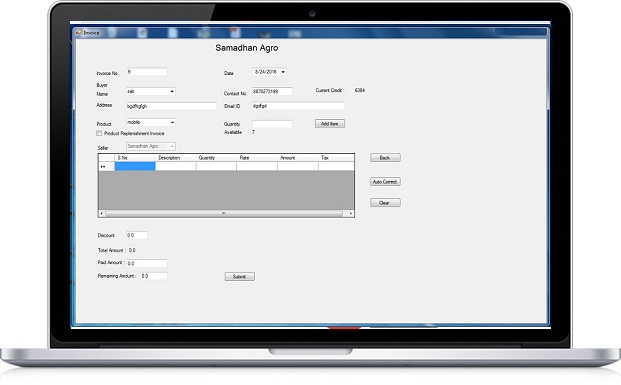 Invoice
Samadhan Agro
Invoice No 9 Date 8/24/2016
Buyer
Name sab Contact No 8878273199 Current Credit 6384
Address bgdfhgfgh Email ID dgdfgd
Product mobile Quantity Add Item
Product Replenishment Invoice Available 7
Seller Samadhan Agro
S.No. Description Quantity Rate Amount Tax
Back
Auto Correct
Clear
Discount 0.0
Total Amount : 0.0
Paid Amount : 0.0
Remaining Amount : 0.0 Submit